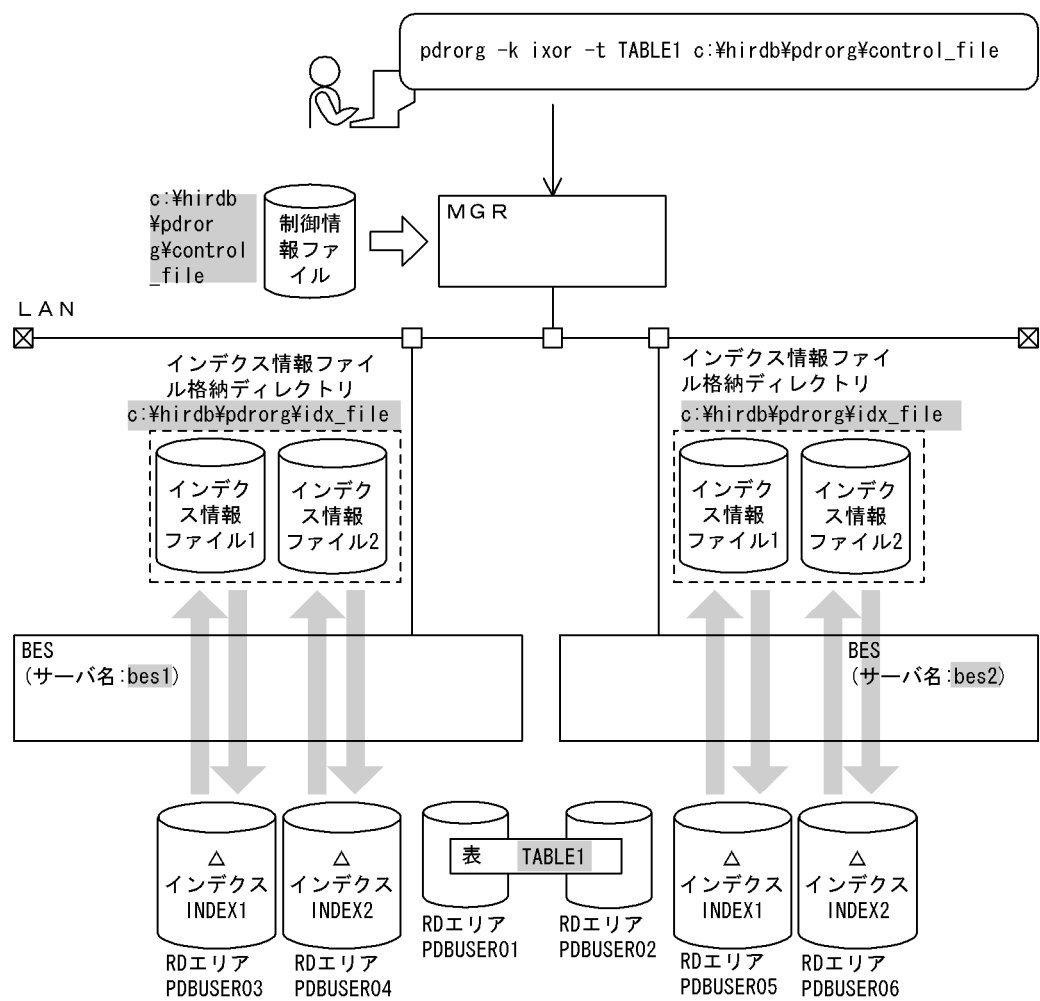 pdrorg -k ixor -t TABLE1 c:¥hirdb¥pdrorg¥control_file
c:¥hirdb
¥pdror
g¥control
_file
制御情
報ファ
イル
ＭＧＲ
ＬＡＮ
インデクス情報ファイ
ル格納ディレクトリ
c:¥hirdb¥pdrorg¥idx_file
インデク
ス情報
ファイル1
インデク
ス情報
ファイル2
インデクス情報ファイ
ル格納ディレクトリ
c:¥hirdb¥pdrorg¥idx_file
インデク
ス情報
ファイル1
インデク
ス情報
ファイル2
BES
(サーバ名:bes1)
BES
(サーバ名:bes2)
△
インデクス
INDEX1
RDエリア
PDBUSER03
△
インデクス
INDEX2
RDエリア
PDBUSER04
表 TABLE1
RDエリア
PDBUSER01
RDエリア
PDBUSER02
△
インデクス
INDEX1
RDエリア
PDBUSER05
△
インデクス
INDEX2
RDエリア
PDBUSER06